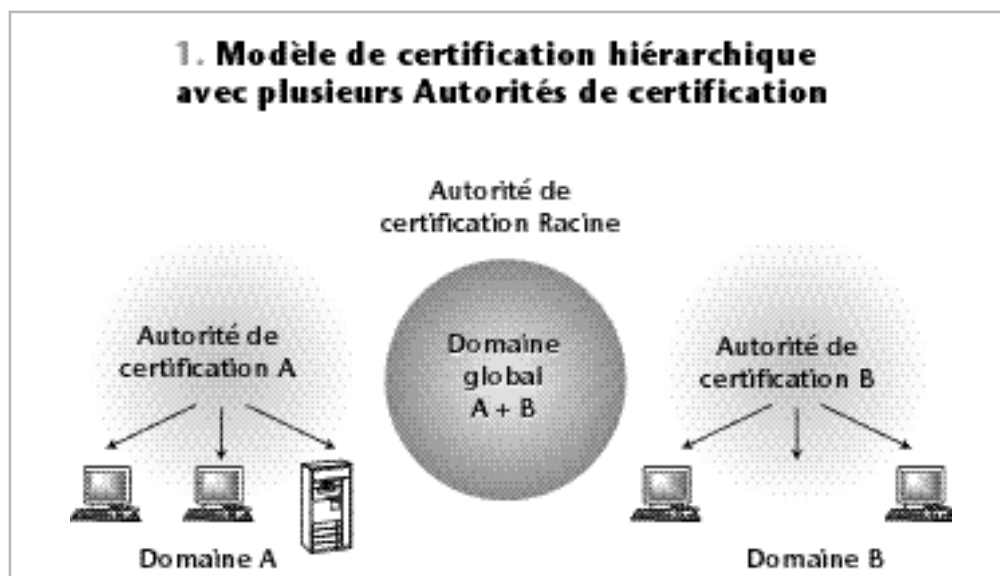 1. Modèle de certification hiérarchique
avec plusieurs Autorités de certification
Autorité de
certification Racine
Autorité de
certification A
Domaine
global
A + B
Autorité de
certification B
Domaine A
Domaine B